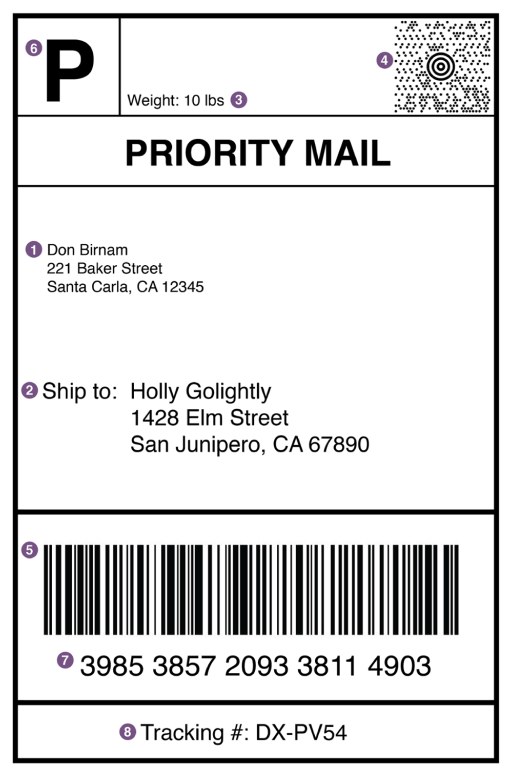 6 P
Weight: 10 lbs 3
4
PRIORITY MAIL
1 Don Birnam
221 Baker Street
Santa Carla, CA 12345
2 Ship to: Holly Golightly
1428 Elm Street
San Junipero, CA 67890
5
7 3985 3857 2093 3811 4903
8 Tracking #: DX-PV54